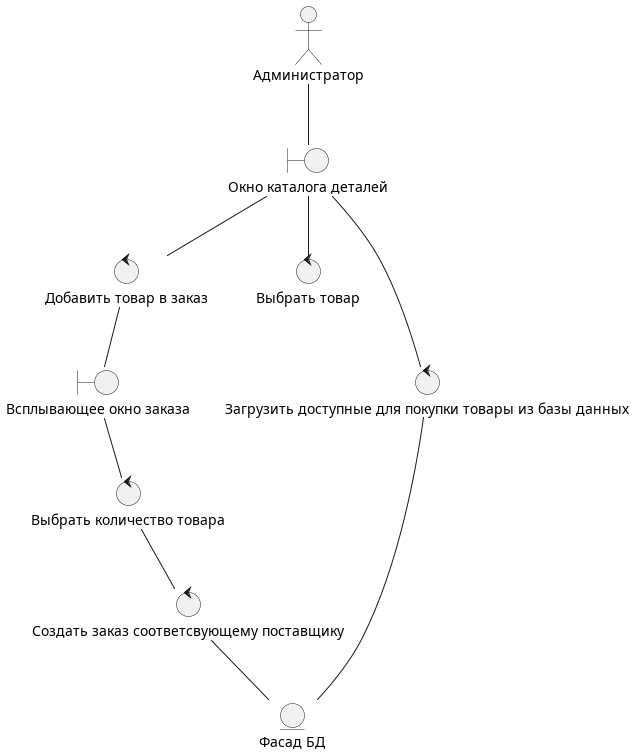 Администратор
Окно каталога деталей
Добавить товар в заказ
Выбрать товар
Всплывающее окно заказа
Загрузить доступные для покупки товары из базы данных
Выбрать количество товара
Создать заказ соответсвующему поставщику
Фасад БД